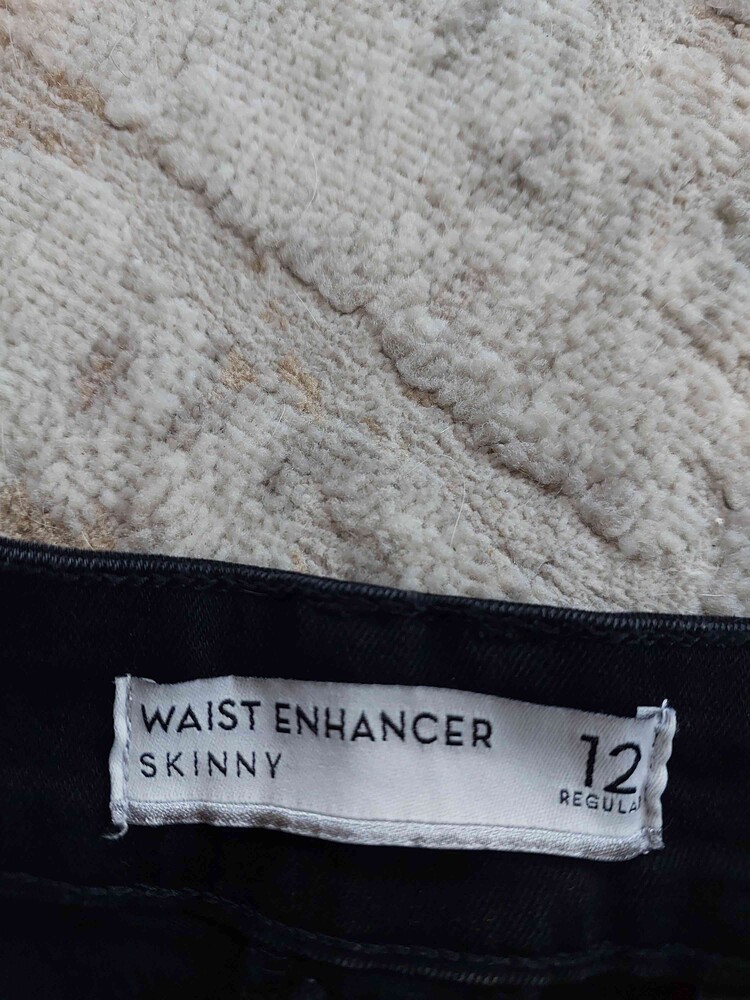 WAIST ENHANCER
SKINNY
12
REGULAR